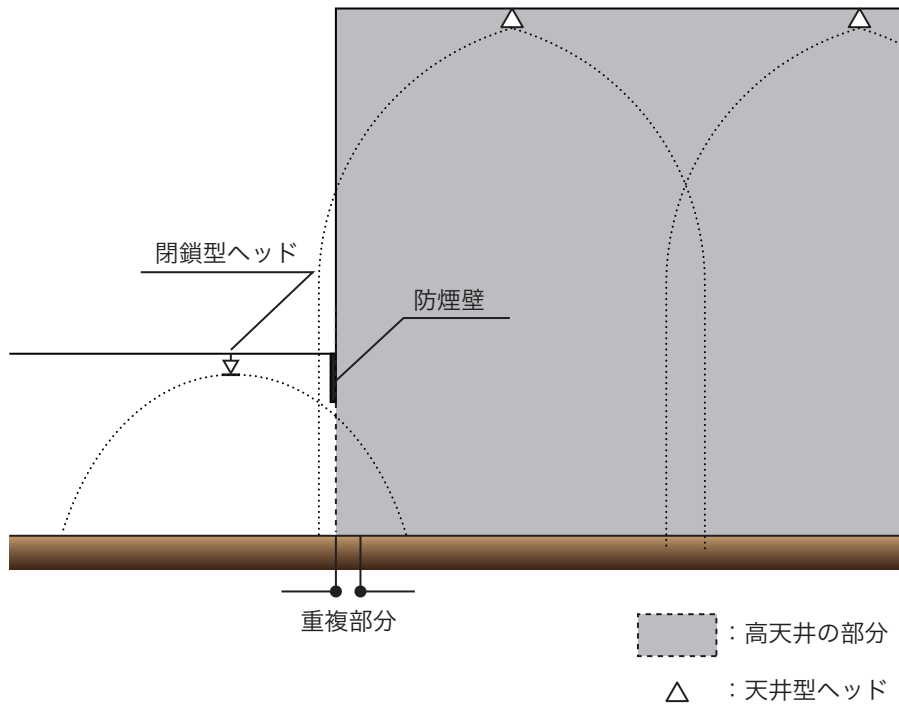 閉鎖型ヘッド
防煙壁
重複部分
：高天井の部分
：天井型ヘッド